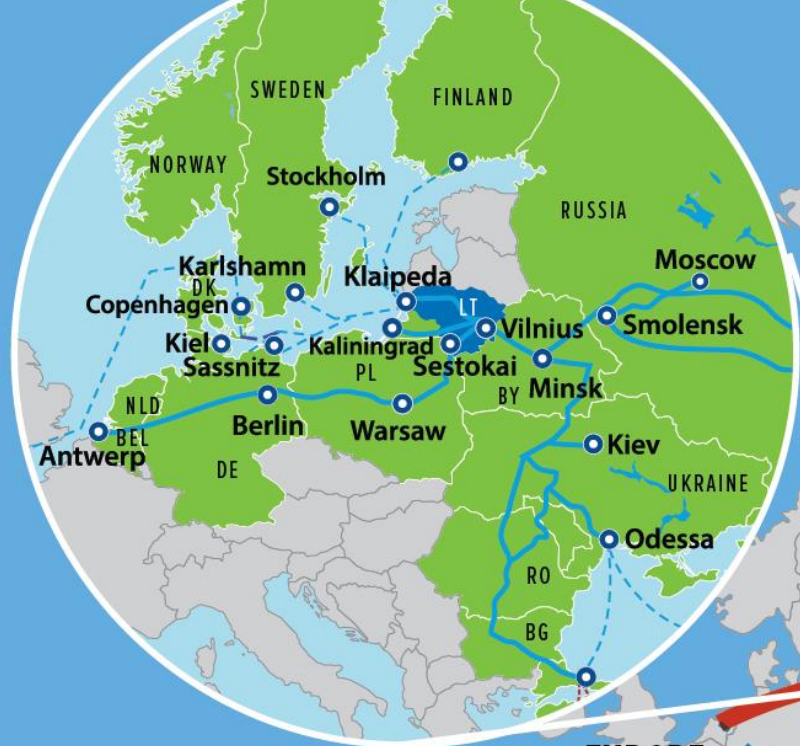 SWEDEN
FINLAND
NORWAY
Stockholm
RUSSIA
Moscow
Karlshamn
DK
Klaipeda
Copenhagen
LT
Smolensk
Vilnius
Kiel
Kaliningrad
Sassnitz
Sestokai
PL
BY
Minsk
NLD
Berlin
Warsaw
BEL
Antwerp
Kiev
DE
UKRAINE
Odessa
RO
BG